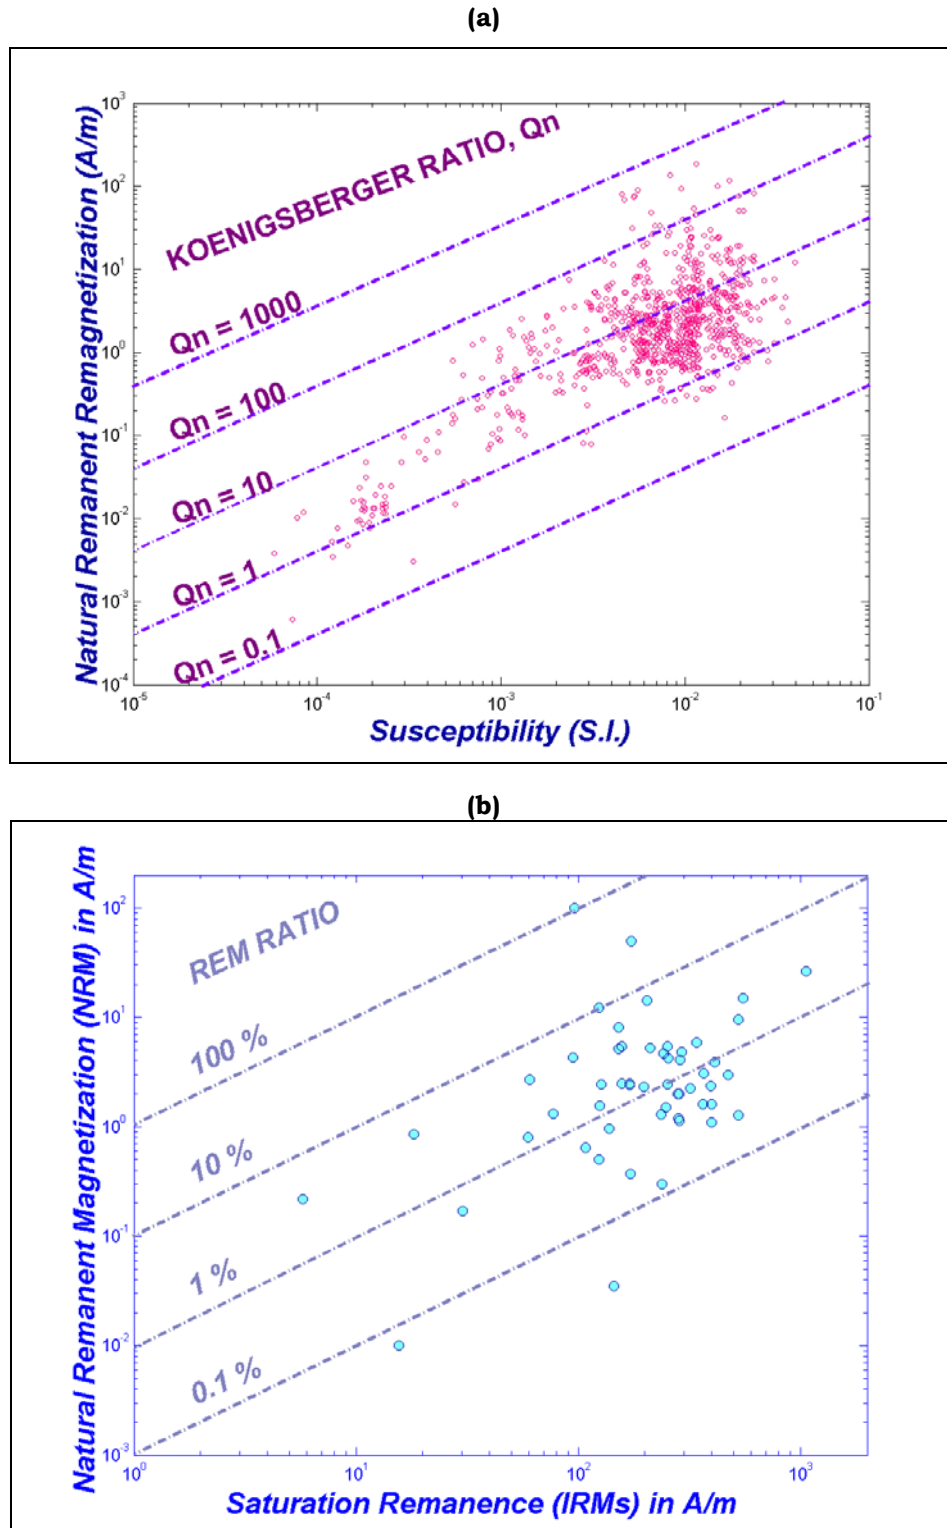 (a)
Natural Remanent Remagnetization (A/m)
10³
10²
10¹
10⁰
10⁻¹
10⁻²
10⁻³
10⁻⁴
KOENIGSBERGER RATIO, Qn
Qn = 1000
Qn = 100
Qn = 10
Qn = 1
Qn = 0.1
10⁻⁵ 10⁻⁴ 10⁻³ 10⁻² 10⁻¹
Susceptibility (S.I.)
(b)
Natural Remanent Magnetization (NRM) in A/m
10²
10¹
10⁰
10⁻¹
10⁻²
10⁻³
REM RATIO
100 %
10 %
1 %
0.1 %
10⁰ 10¹ 10² 10³
Saturation Remanence (IRMs) in A/m